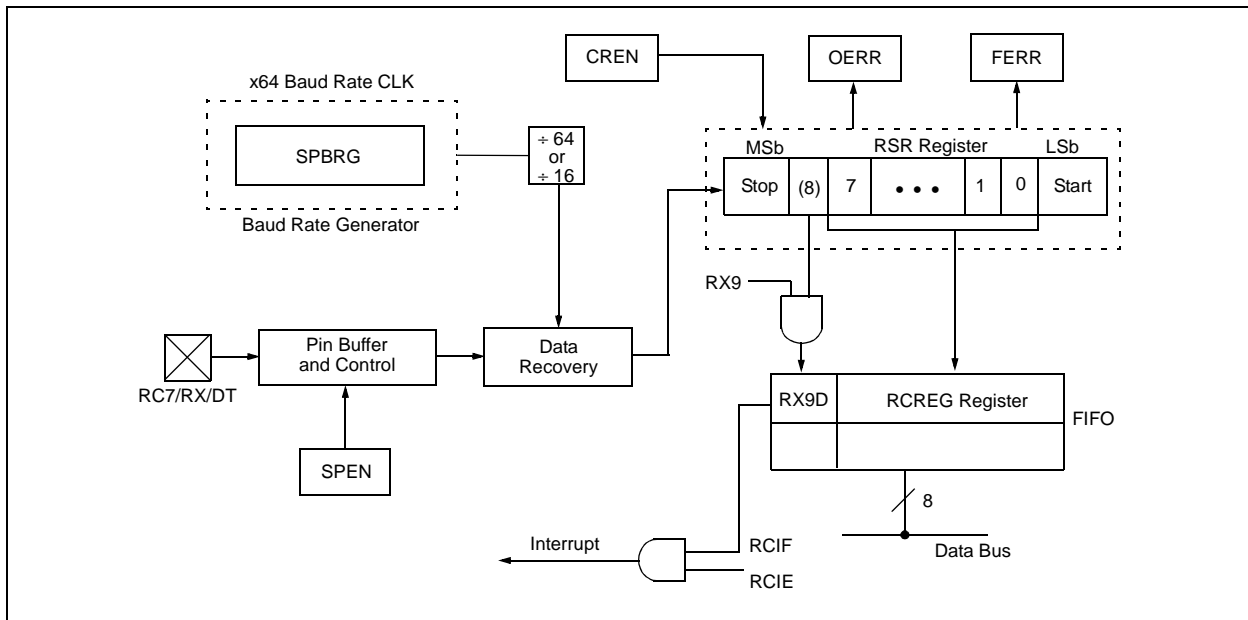 CREN
OERR
FERR
x64 Baud Rate CLK
SPBRG
Baud Rate Generator
÷ 64
or
÷ 16
MSb
RSR Register
LSb
Stop
(8)
7
• • •
1
0
Start
RX9
RC7/RX/DT
Pin Buffer
and Control
Data
Recovery
SPEN
RX9D
RCREG Register
FIFO
8
Data Bus
Interrupt
RCIF
RCIE